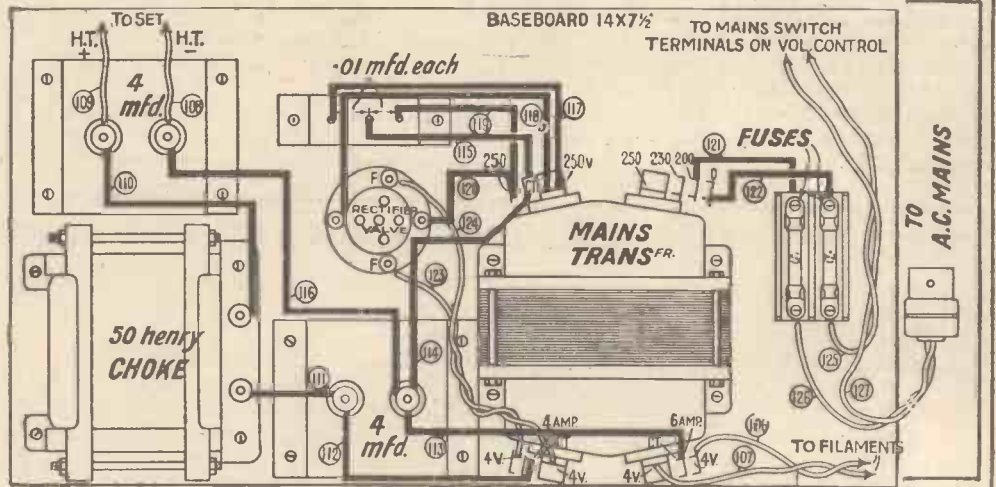 TO SET
BASEBOARD 14X7½"
TO MAINS SWITCH
TERMINALS ON VOL. CONTROL
H.T.
+
H.T.
−
4
mfd.
109
108
.01 mfd. each
118
117
119
115
121
FUSES
250
250V
250 230 200 0
122
110
120
124
F
RECTIFIER
VALVE
F
123
MAINS
TRANSFR.
TO
A.C. MAINS
116
50 henry
CHOKE
114
111
125
126
127
4
mfd.
112
113
4 AMP.
6 AMP.
106
107
TO FILAMENTS
4V.
4V.
4V.
4V.